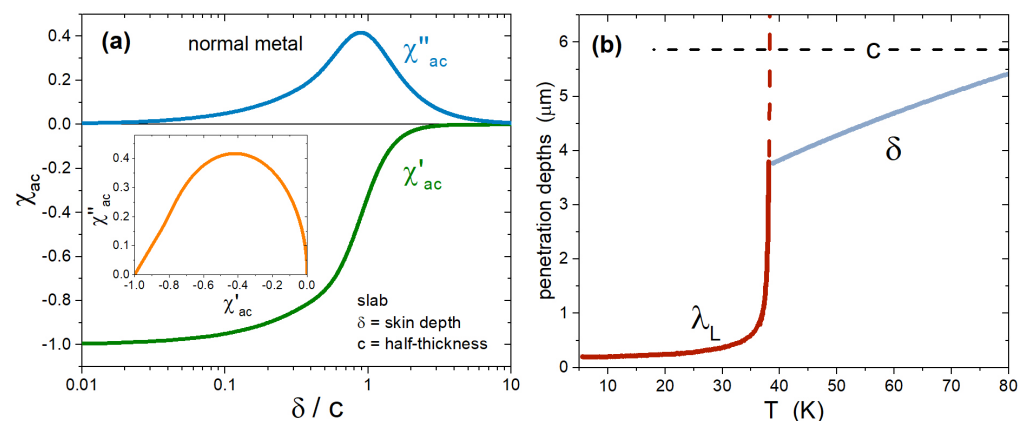 (a)
normal metal
χ''ac
χ'ac
χac
0.4
0.2
0.0
-0.2
-0.4
-0.6
-0.8
-1.0
0.01
0.1
1
10
δ / c
χ''ac
0.4
0.3
0.2
0.1
0.0
-1.0
-0.8
-0.6
-0.4
-0.2
0.0
χ'ac
slab
δ = skin depth
c = half-thickness
(b)
c
δ
λL
penetration depths (μm)
6
5
4
3
2
1
0
10
20
30
40
50
60
70
80
T (K)